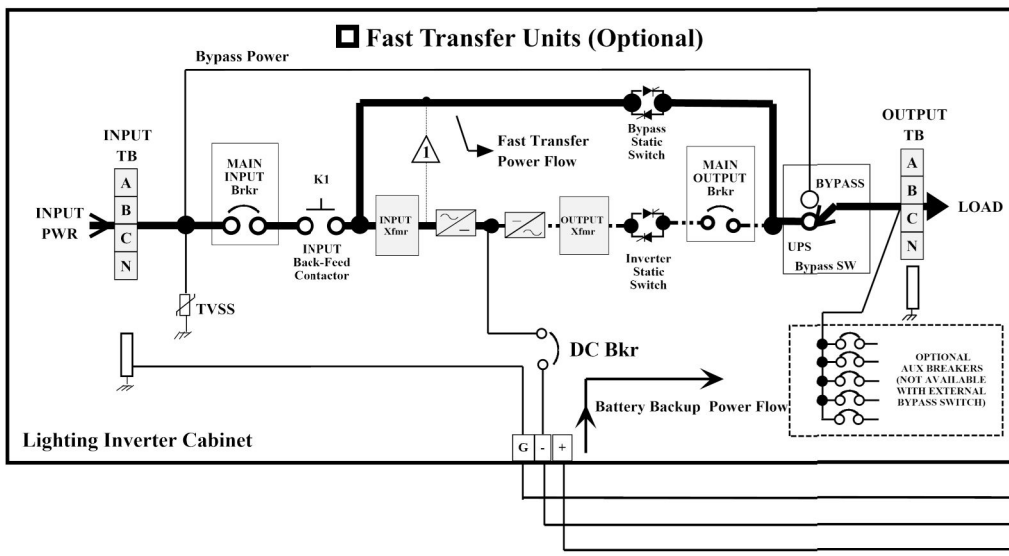 Fast Transfer Units (Optional)
Bypass Power
INPUT
TB
A
B
C
N
INPUT
PWR
MAIN
INPUT
Brkr
K1
INPUT
Back-Feed
Contactor
1
Fast Transfer
Power Flow
Bypass
Static
Switch
INPUT
Xfmr
OUTPUT
Xfmr
Inverter
Static
Switch
MAIN
OUTPUT
Brkr
BYPASS
UPS
Bypass SW
OUTPUT
TB
A
B
C
N
LOAD
TVSS
DC Bkr
Battery Backup Power Flow
OPTIONAL
AUX BREAKERS
(NOT AVAILABLE
WITH EXTERNAL
BYPASS SWITCH)
Lighting Inverter Cabinet
G
-
+